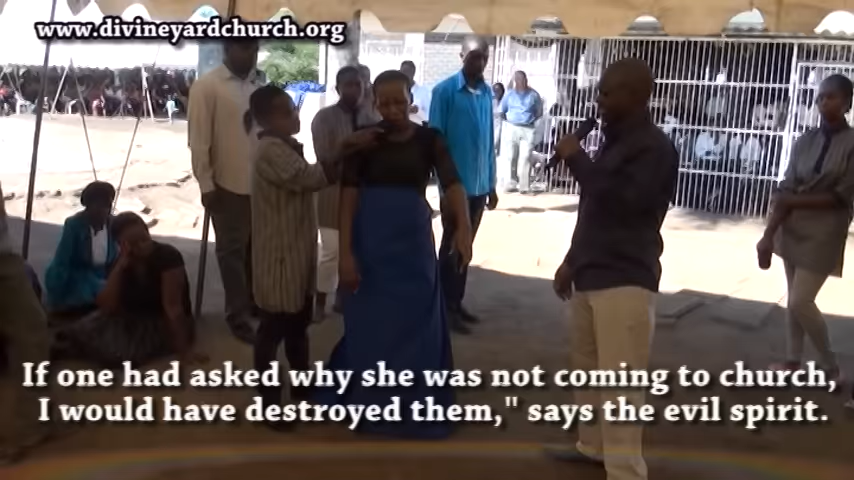 www.divineyardchurch.org
If one had asked why she was not coming to church,
I would have destroyed them," says the evil spirit.